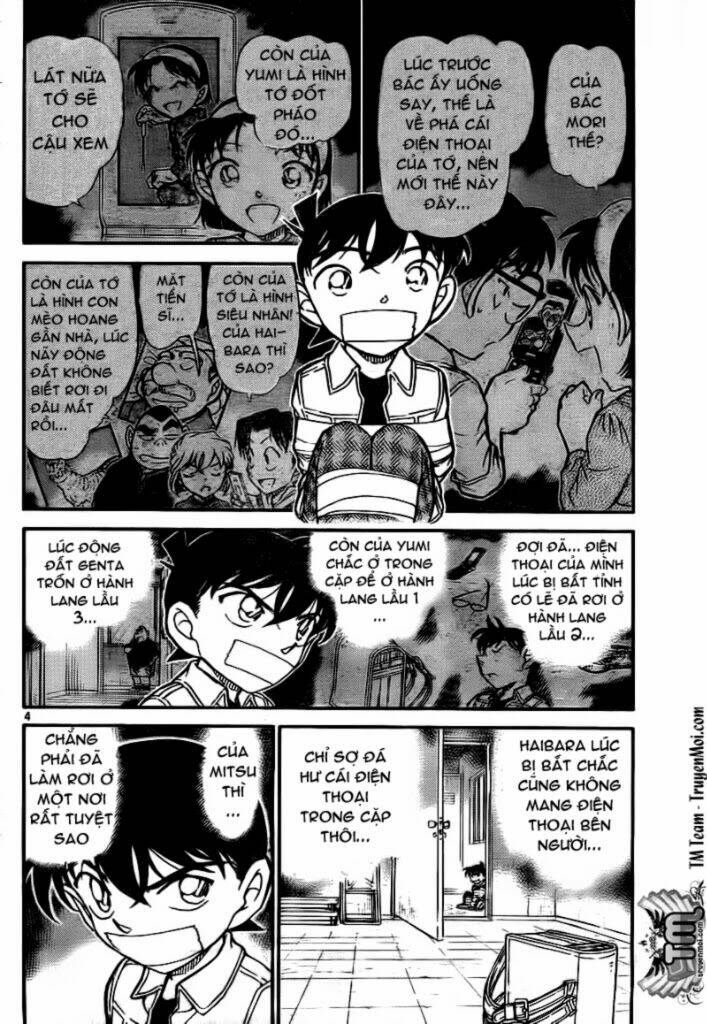 CỦA
BÁC
MORI
THẾ?
LÚC TRƯỚC
BÁC ẤY UỐNG
SAY, THẾ LÀ
VỀ PHÁ CÁI
ĐIỆN THOẠI
CỦA TỚ, NÊN
MỚI THẾ NÀY
ĐÂY...
CÒN CỦA
YUMI LÀ HÌNH
TỚ ĐỐT
PHÁO
ĐÓ...
LÁT NỮA
TỚ SẼ
CHO
CẬU XEM
CÒN CỦA
TỚ LÀ HÌNH
SIÊU NHÂN!
CỦA HAI-
BARA THÌ
SAO?
MẮT
TIẾN
SĨ...
CÒN CỦA TỚ
LÀ HÌNH CON
MÈO HOANG
GẦN NHÀ, LÚC
NÃY ĐỘNG
ĐẤT KHÔNG
BIẾT RƠI ĐI
ĐÂU MẤT
RỒI...
ĐỢI ĐÃ... ĐIỆN
THOẠI CỦA MÌNH
LÚC BỊ BẤT TỈNH
CÓ LẼ ĐÃ RƠI Ở
HÀNH LANG
LẦU 2...
CÒN CỦA YUMI
CHẮC Ở TRONG
CẶP ĐỂ Ở HÀNH
LANG LẦU 1
...
LÚC ĐỘNG
ĐẤT GENTA
TRỐN Ở HÀNH
LANG LẦU
3...
4
HAIBARA LÚC
BỊ BẮT CHẮC
CŨNG KHÔNG
MANG ĐIỆN
THOẠI BÊN
NGƯỜI...
CHỈ SỢ ĐÃ
HƯ CÁI ĐIỆN
THOẠI
TRONG CẶP
THÔI...
CỦA
MITSU
THÌ
...
CHẲNG
PHẢI ĐÃ
LÀM RƠI Ở
MỘT NƠI
RẤT TUYỆT
SAO
TM Team - TruyenMoi.com
TM
truyenmoi.com